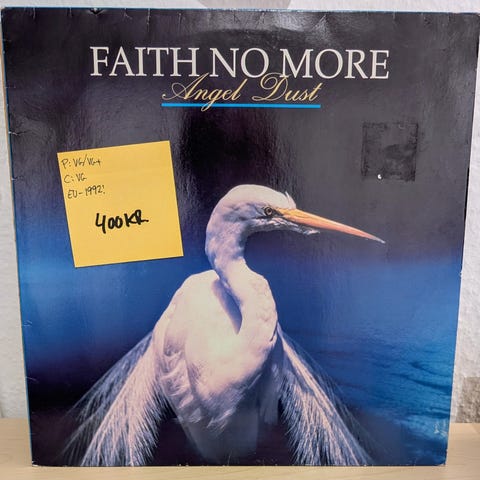 FAITH NO MORE
Angel Dust
P: VG/VG+
C: VG
EU-1992!
400KR